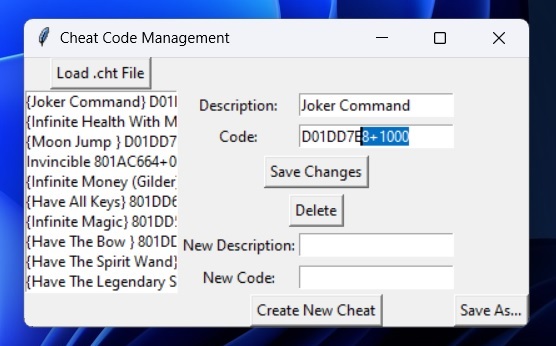 Cheat Code Management
Load .cht File
{Joker Command} D01
{Infinite Health With M
{Moon Jump } D01DD7
Invincible 801AC664+0
{Infinite Money (Gilder
{Have All Keys} 801DD6
{Infinite Magic} 801DD5
{Have The Bow } 801DD
{Have The Spirit Wand}
{Have The Legendary S
Description:
Joker Command
Code:
D01DD7E8+1000
Save Changes
Delete
New Description:
New Code:
Create New Cheat
Save As...